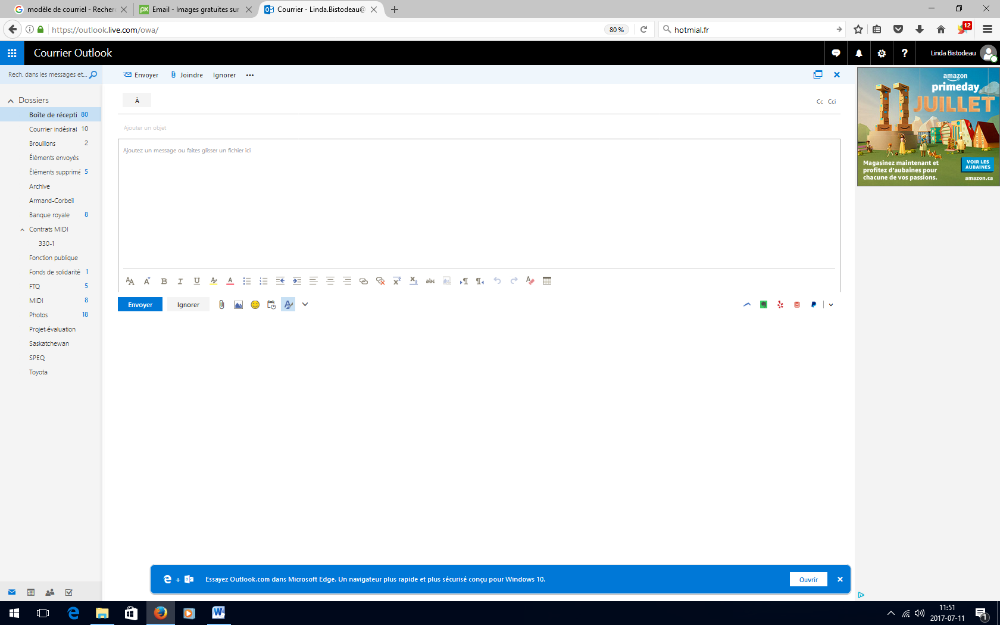 modèle de courriel - Recher
Email - Images gratuites sur
Courrier - Linda.Bistodeau@
https://outlook.live.com/owa/
80 %
hotmial.fr
12
Courrier Outlook
Linda Bistodeau
Rech. dans les messages et...
Envoyer
Joindre
Ignorer
À
Cc Cci
Ajouter un objet
Ajoutez un message ou faites glisser un fichier ici
Dossiers
Boîte de récepti 80
Courrier indésiral 10
Brouillons 2
Éléments envoyés
Éléments supprimé 5
Archive
Armand-Corbeil
Banque royale 8
Contrats MIDI
330-1
Fonction publique
Fonds de solidarité 1
FTQ 5
MIDI 8
Photos 18
Projet-évaluation
Saskatchewan
SPEQ
Toyota
Envoyer
Ignorer
amazon
primeday
11
JUILLET
Magasinez maintenant et
profitez d'aubaines pour
chacune de vos passions.
VOIR LES
AUBAINES
amazon.ca
Essayez Outlook.com dans Microsoft Edge. Un navigateur plus rapide et plus sécurisé conçu pour Windows 10.
Ouvrir
11:51
2017-07-11
1